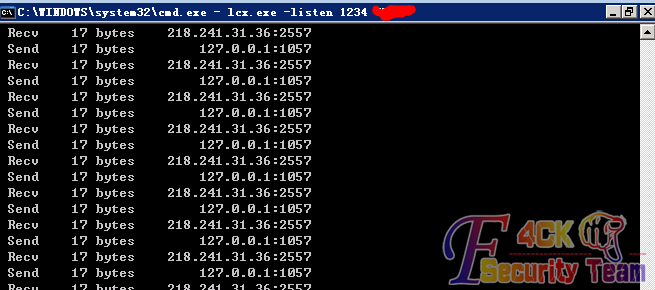 C:\WINDOWS\system32\cmd.exe - lcx.exe -listen 1234
Recv 17 bytes 218.241.31.36:2557
Send 17 bytes 127.0.0.1:1057
Recv 17 bytes 218.241.31.36:2557
Send 17 bytes 127.0.0.1:1057
Recv 17 bytes 218.241.31.36:2557
Send 17 bytes 127.0.0.1:1057
Recv 17 bytes 218.241.31.36:2557
Send 17 bytes 127.0.0.1:1057
Recv 17 bytes 218.241.31.36:2557
Send 17 bytes 127.0.0.1:1057
Recv 17 bytes 218.241.31.36:2557
Send 17 bytes 127.0.0.1:1057
Recv 17 bytes 218.241.31.36:2557
Send 17 bytes 127.0.0.1:1057
Recv 17 bytes 218.241.31.36:2557
Send 17 bytes 127.0.0.1:1057
Recv 17 bytes 218.241.31.36:2557
F4CK
Security Team